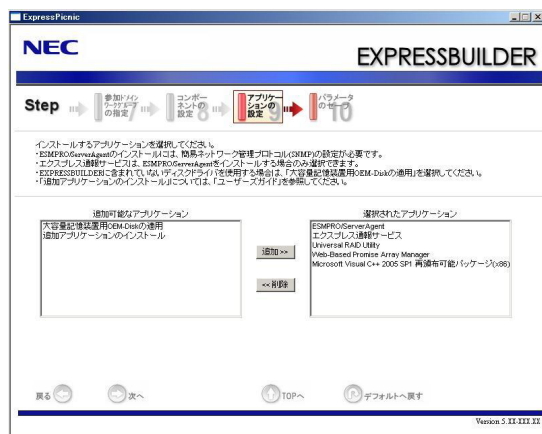 ExpressPicnic
NEC
EXPRESSBUILDER
Step
参加ドメイン
ワークグループ
の指定 7
コンポー
ネントの
設定 8
アプリケー
ションの
設定 9
パラメータ
のセーブ
10
インストールするアプリケーションを選択してください。
・ESMPRO/ServerAgentのインストールには、簡易ネットワーク管理プロトコル(SNMP)の設定が必要です。
・エクスプレス通報サービスは、ESMPRO/ServerAgentをインストールする場合のみ選択できます。
・EXPRESSBUILDERに含まれていないディスクドライバを使用する場合は、「大容量記憶装置用OEM-Diskの適用」を選択してください。
・「追加アプリケーションのインストール」については、「ユーザーズガイド」を参照してください。
追加可能なアプリケーション
大容量記憶装置用OEM-Diskの適用
追加アプリケーションのインストール
追加 >>
<< 削除
選択されたアプリケーション
ESMPRO/ServerAgent
エクスプレス通報サービス
Universal RAID Utility
Web-Based Promise Array Manager
Microsoft Visual C++ 2005 SP1 再頒布可能パッケージ(x86)
戻る
次へ
TOPへ
デフォルトへ戻す
Version 5.XX-XXX.XX